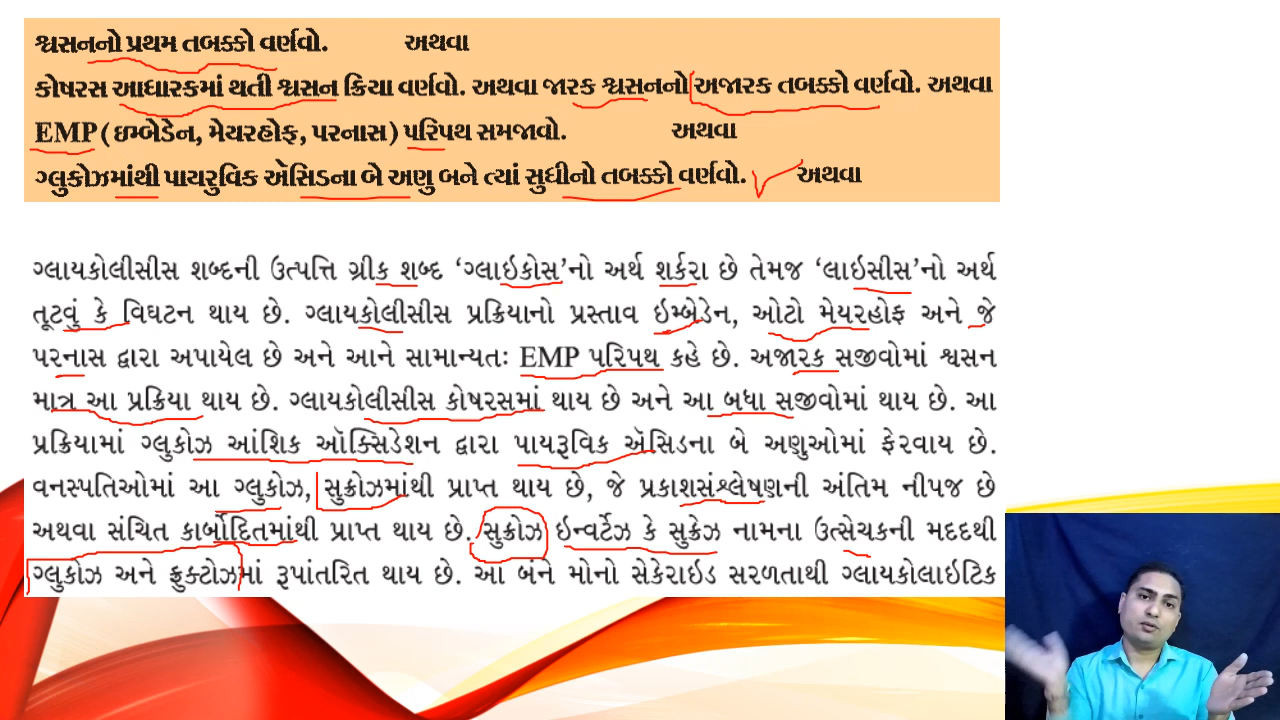 શ્વસનનો પ્રથમ તબક્કો વર્ણવો. અથવા
કોષરસ આધારકમાં થતી શ્વસન ક્રિયા વર્ણવો. અથવા જારક શ્વસનનો અજારક તબક્કો વર્ણવો. અથવા
EMP (ઇમ્બેડેન, મેયરહોફ, પરનાસ) પરિપથ સમજાવો. અથવા
ગ્લુકોઝમાંથી પાયરુવિક ઍસિડના બે અણુ બને ત્યાં સુધીનો તબક્કો વર્ણવો. અથવા
ગ્લાયકોલીસીસ શબ્દની ઉત્પત્તિ ગ્રીક શબ્દ ‘ગ્લાઇકોસ’નો અર્થ શર્કરા છે તેમજ ‘લાઇસીસ’નો અર્થ
તૂટવું કે વિઘટન થાય છે. ગ્લાયકોલીસીસ પ્રક્રિયાનો પ્રસ્તાવ ઇમ્બેડેન, ઓટો મેયરહોફ અને જે
પરનાસ દ્વારા અપાયેલ છે અને આને સામાન્યતઃ EMP પરિપથ કહે છે. અજારક સજીવોમાં શ્વસન
માત્ર આ પ્રક્રિયા થાય છે. ગ્લાયકોલીસીસ કોષરસમાં થાય છે અને આ બધા સજીવોમાં થાય છે. આ
પ્રક્રિયામાં ગ્લુકોઝ આંશિક ઑક્સિડેશન દ્વારા પાયરૂવિક ઍસિડના બે અણુઓમાં ફેરવાય છે.
વનસ્પતિઓમાં આ ગ્લુકોઝ, સુક્રોઝમાંથી પ્રાપ્ત થાય છે, જે પ્રકાશસંશ્લેષણની અંતિમ નીપજ છે
અથવા સંચિત કાર્બોદિતમાંથી પ્રાપ્ત થાય છે. સુક્રોઝ ઇન્વર્ટેઝ કે સુક્રેઝ નામના ઉત્સેચકની મદદથી
ગ્લુકોઝ અને ફ્રુક્ટોઝમાં રૂપાંતરિત થાય છે. આ બંને મોનો સેકેરાઇડ સરળતાથી ગ્લાયકોલાઇટિક